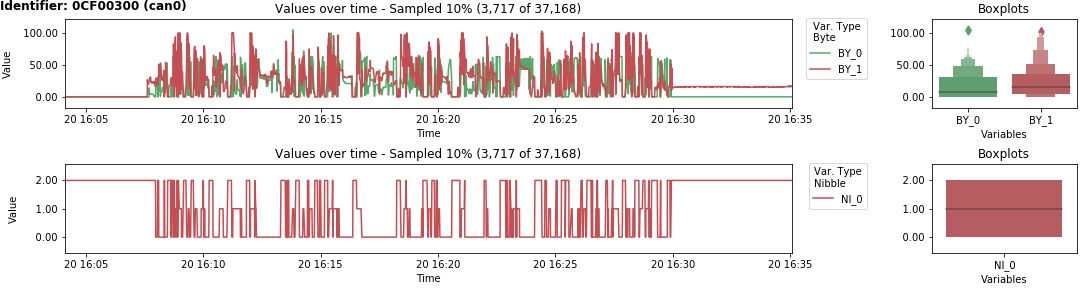 Identifier: 0CF00300 (can0)
Values over time - Sampled 10% (3,717 of 37,168)
Value
100.00
50.00
0.00
20 16:05
20 16:10
20 16:15
20 16:20
20 16:25
20 16:30
20 16:35
Time
Var. Type
Byte
BY_0
BY_1
Boxplots
100.00
50.00
0.00
BY_0
BY_1
Variables
Values over time - Sampled 10% (3,717 of 37,168)
Value
2.00
1.00
0.00
20 16:05
20 16:10
20 16:15
20 16:20
20 16:25
20 16:30
20 16:35
Time
Var. Type
Nibble
NI_0
Boxplots
2.00
1.00
0.00
NI_0
Variables